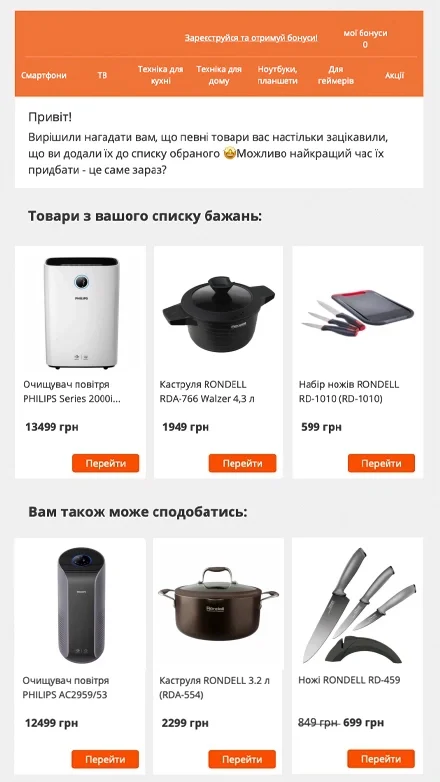 Зареєструйся та отримуй бонуси!
мої бонуси
0
Смартфони
ТВ
Техніка для кухні
Техніка для дому
Ноутбуки, планшети
Для геймерів
Акції
Привіт!
Вирішили нагадати вам, що певні товари вас настільки зацікавили,
що ви додали їх до списку обраного 🤩Можливо найкращий час їх
придбати - це саме зараз?
Товари з вашого списку бажань:
PHILIPS
Очищувач повітря
PHILIPS Series 2000i...
13499 грн
Перейти
Каструля RONDELL
RDA-766 Walzer 4,3 л
1949 грн
Перейти
Набір ножів RONDELL
RD-1010 (RD-1010)
599 грн
Перейти
Вам також може сподобатись:
Очищувач повітря
PHILIPS AC2959/53
12499 грн
Перейти
Rondell
Каструля RONDELL 3.2 л
(RDA-554)
2299 грн
Перейти
Ножі RONDELL RD-459
849 грн 699 грн
Перейти